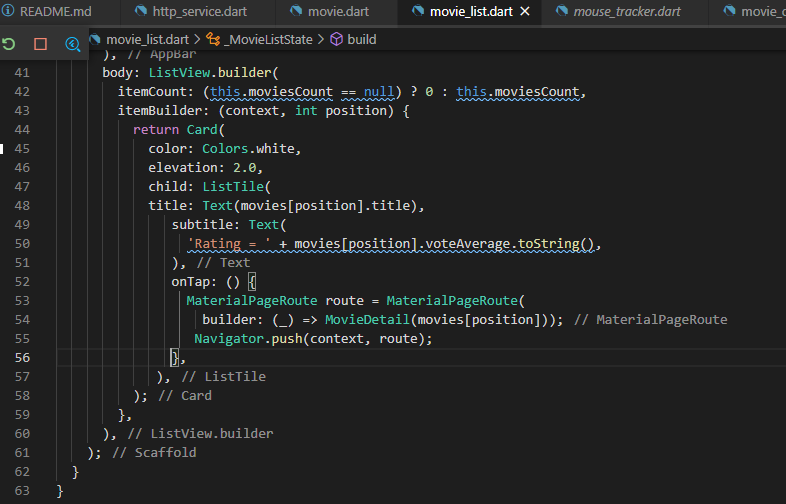 README.md http_service.dart movie.dart movie_list.dart mouse_tracker.dart movie_d
movie_list.dart > _MovieListState > build
), // AppBar
41 body: ListView.builder(
42 itemCount: (this.moviesCount == null) ? 0 : this.moviesCount,
43 itemBuilder: (context, int position) {
44 return Card(
45 color: Colors.white,
46 elevation: 2.0,
47 child: ListTile(
48 title: Text(movies[position].title),
49 subtitle: Text(
50 'Rating = ' + movies[position].voteAverage.toString(),
51 ), // Text
52 onTap: () {
53 MaterialPageRoute route = MaterialPageRoute(
54 builder: (_) => MovieDetail(movies[position])); // MaterialPageRoute
55 Navigator.push(context, route);
56 },
57 ), // ListTile
58 ); // Card
59 },
60 ), // ListView.builder
61 ); // Scaffold
62 }
63 }